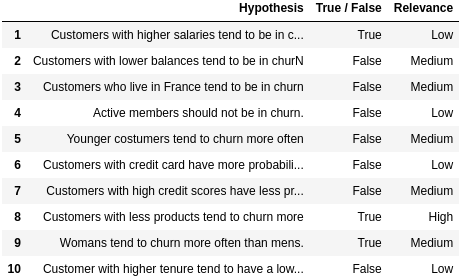 Hypothesis True / False Relevance
1 Customers with higher salaries tend to be in c... True Low
2 Customers with lower balances tend to be in churN False Medium
3 Customers who live in France tend to be in churn False Medium
4 Active members should not be in churn. False Low
5 Younger costumers tend to churn more often False Medium
6 Customers with credit card have more probabili... False Low
7 Customers with high credit scores have less pr... False Medium
8 Customers with less products tend to churn more True High
9 Womans tend to churn more often than mens. True Medium
10 Customer with higher tenure tend to have a low... False Low